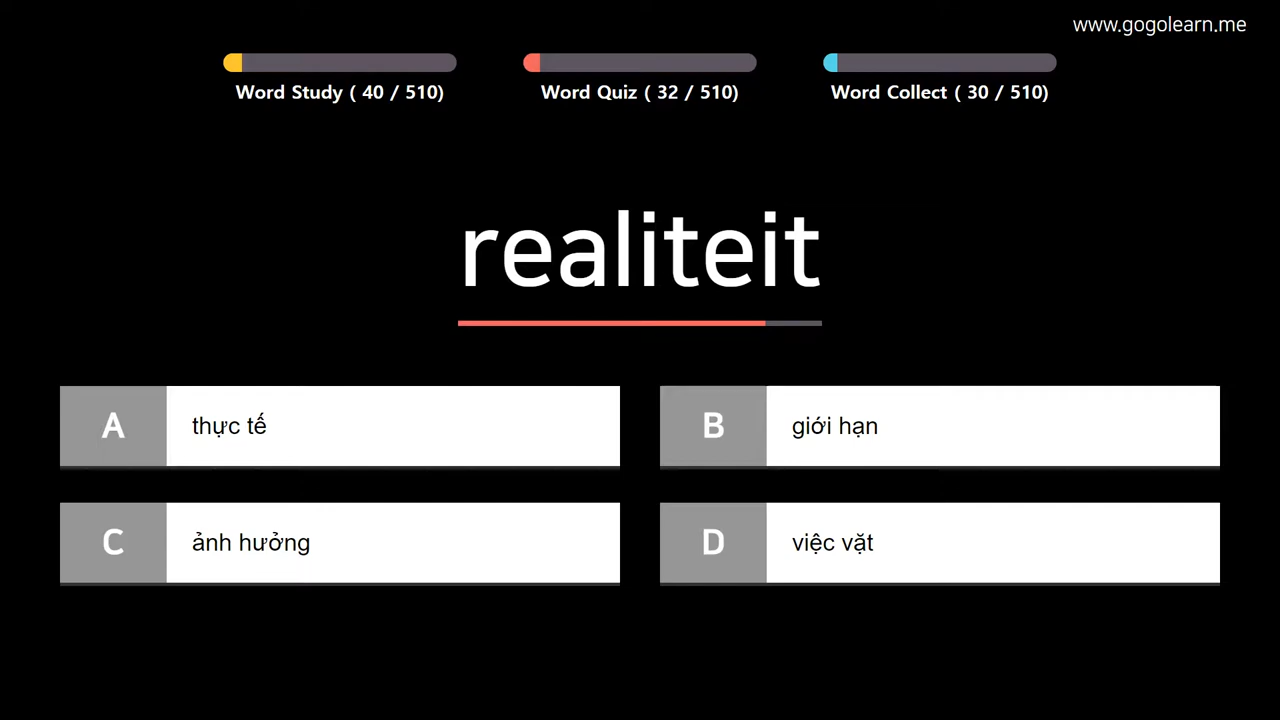 www.gogolearn.me
Word Study ( 40 / 510)
Word Quiz ( 32 / 510)
Word Collect ( 30 / 510)
realiteit
A thực tế
B giới hạn
C ảnh hưởng
D việc vặt